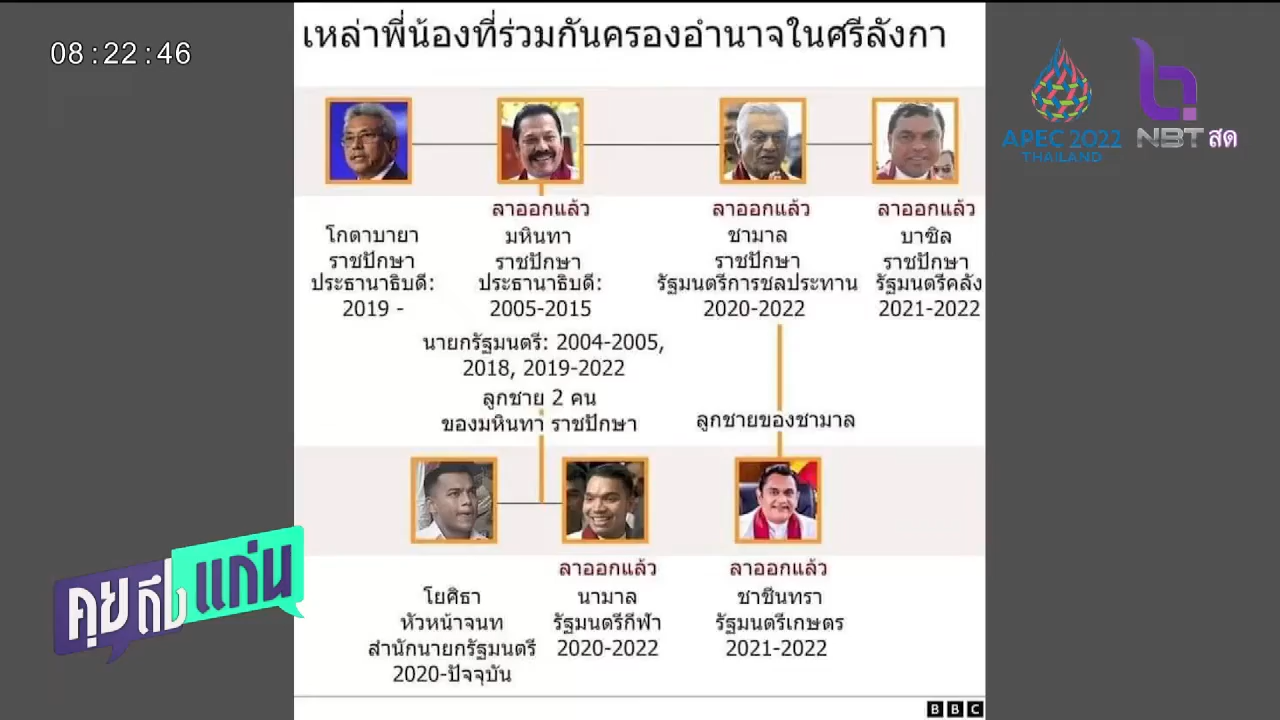 เหล่าพี่น้องที่ร่วมกันครองอำนาจในศรีลังกา
08:22:46
APEC 2022
THAILAND
NBT สด
ลาออกแล้ว
ลาออกแล้ว
ลาออกแล้ว
โกตาบายา
ราชปักษา
ประธานาธิบดี:
2019 -
มหินทา
ราชปักษา
ประธานาธิบดี:
2005-2015
นายกรัฐมนตรี: 2004-2005,
2018, 2019-2022
ชามาล
ราชปักษา
รัฐมนตรีการชลประทาน
2020-2022
บาซิล
ราชปักษา
รัฐมนตรีคลัง
2021-2022
ลูกชาย 2 คน
ของมหินทา ราชปักษา
ลูกชายของชามาล
โยศิธา
หัวหน้าจนท
สำนักนายกรัฐมนตรี
2020-ปัจจุบัน
ลาออกแล้ว
นามาล
รัฐมนตรีกีฬา
2020-2022
ลาออกแล้ว
ชาชีนทรา
รัฐมนตรีเกษตร
2021-2022
คุยถึงแก่น
BBC